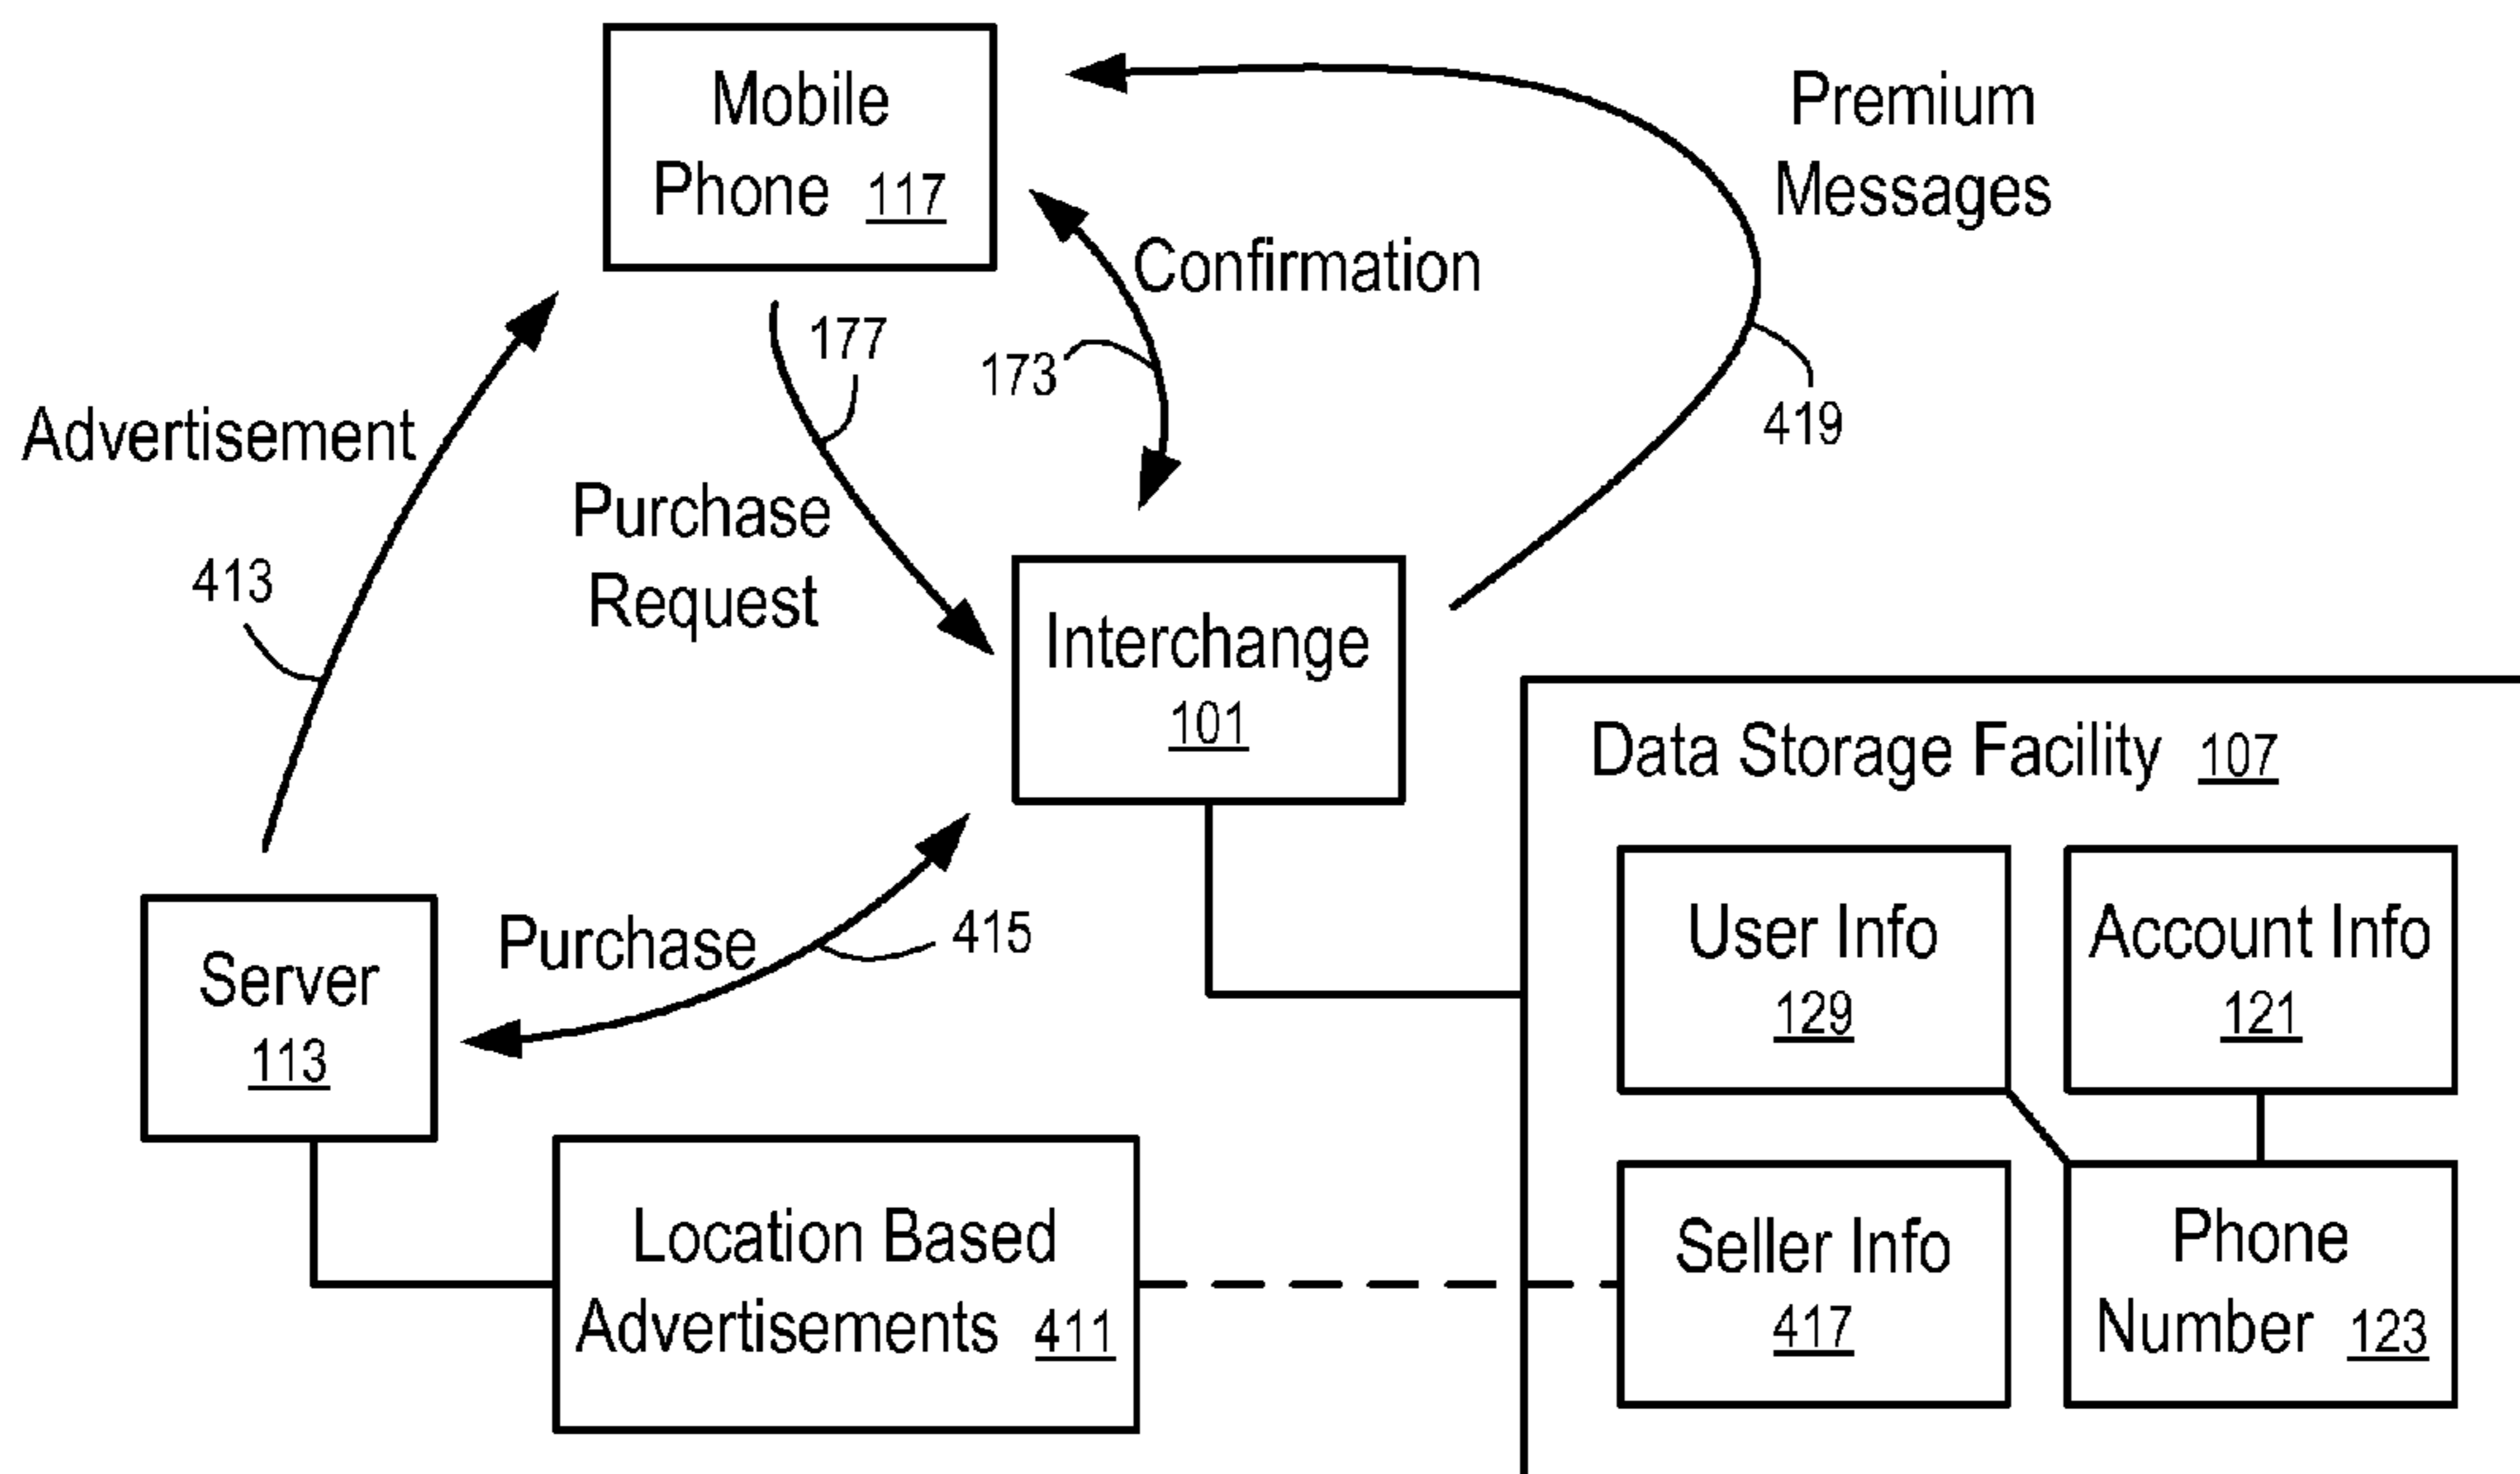 Mobile
Phone 117
Premium
Messages
Confirmation
177
173
419
Advertisement
Purchase
Request
413
Interchange
101
Data Storage Facility 107
User Info
129
Account Info
121
Purchase
415
Server
113
Location Based
Advertisements 411
Seller Info
417
Phone
Number 123